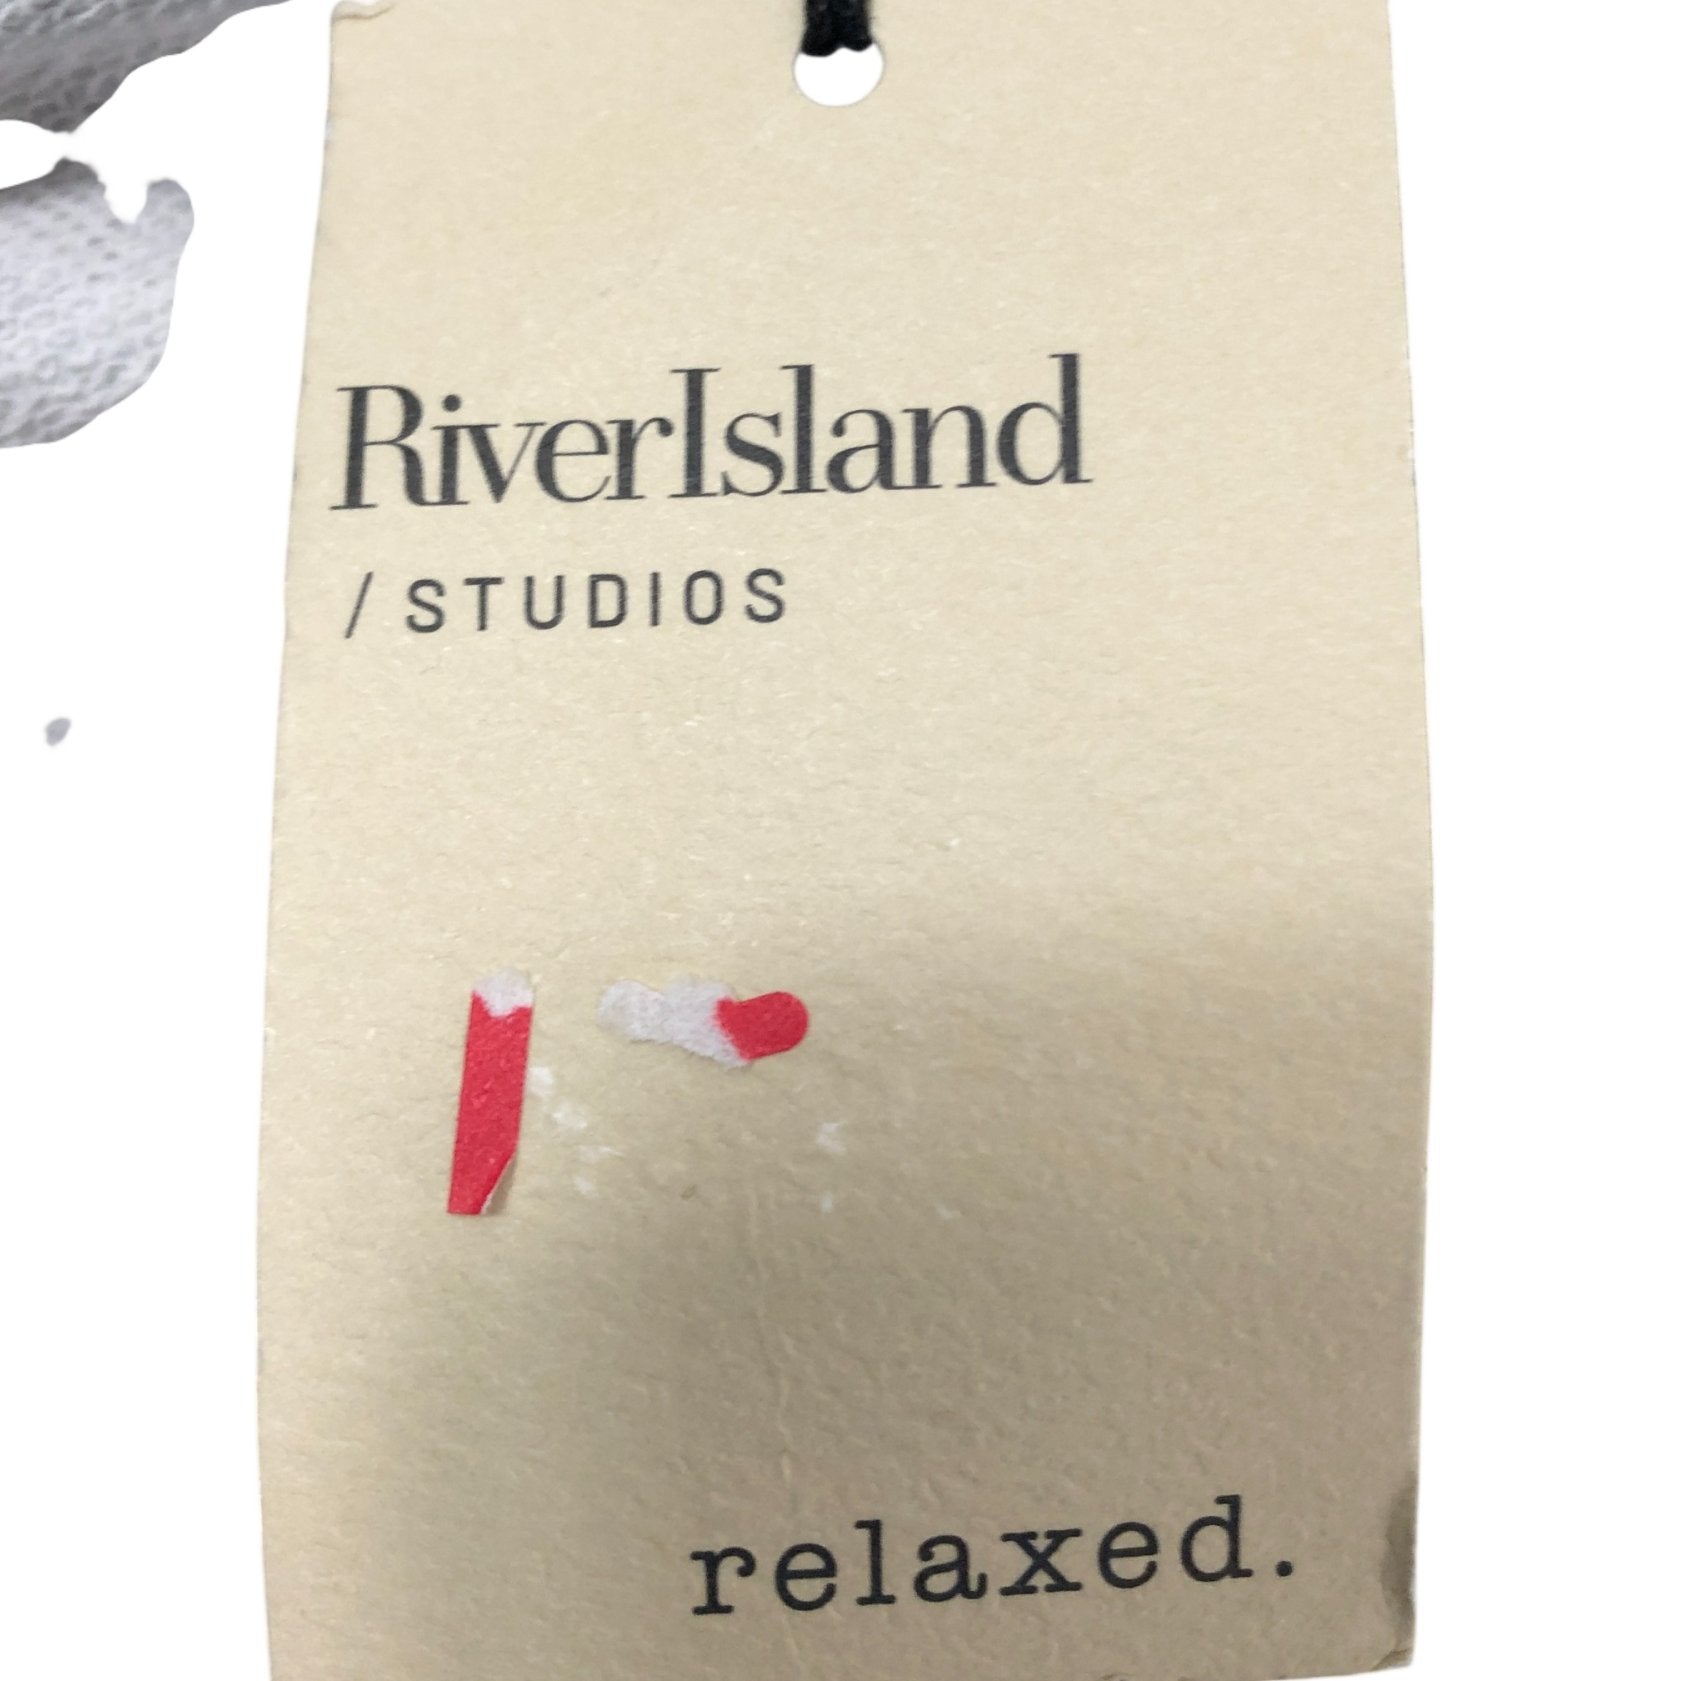 RiverIsland
/ STUDIOS
relaxed.